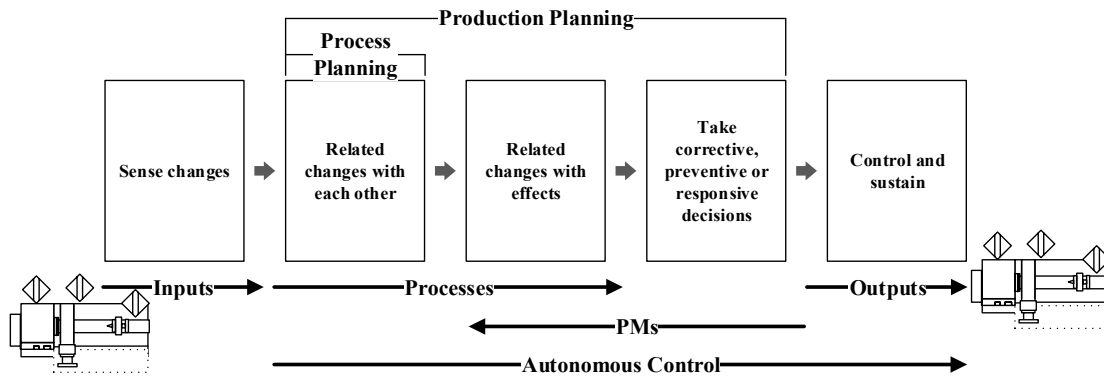 Production Planning
Process
Planning
Sense changes
Related
changes with
each other
Related
changes with
effects
Take
corrective,
preventive or
responsive
decisions
Control and
sustain
Inputs
Processes
Outputs
PMs
Autonomous Control